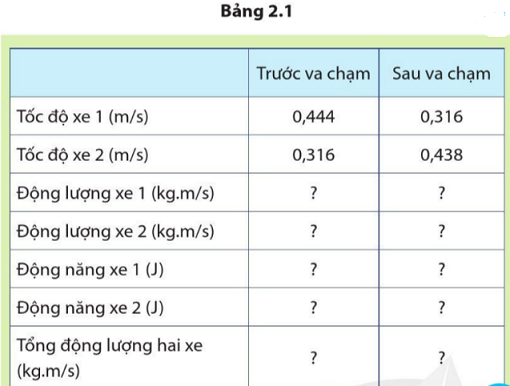 Bảng 2.1
Trước va chạm Sau va chạm
Tốc độ xe 1 (m/s) 0,444 0,316
Tốc độ xe 2 (m/s) 0,316 0,438
Động lượng xe 1 (kg.m/s) ? ?
Động lượng xe 2 (kg.m/s) ? ?
Động năng xe 1 (J) ? ?
Động năng xe 2 (J) ? ?
Tổng động lượng hai xe
(kg.m/s) ? ?